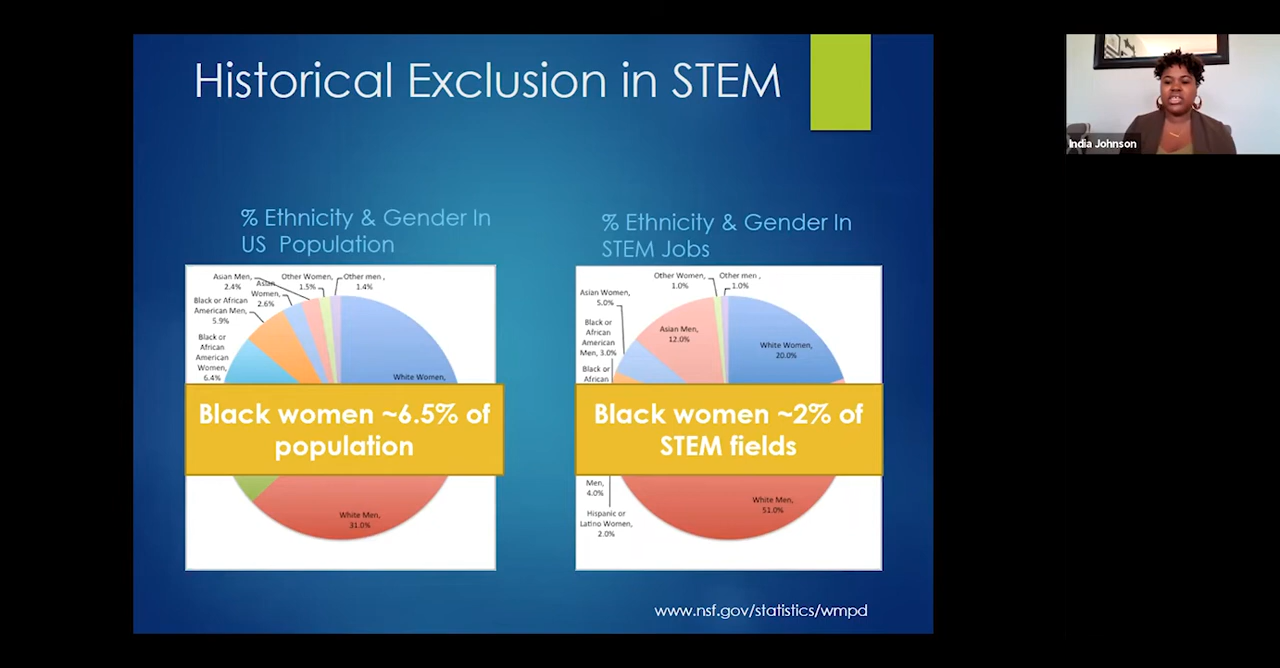 Historical Exclusion in STEM
India Johnson
% Ethnicity & Gender In
US Population
Asian Men,
2.4%
Asian
Women,
2.6%
Other Women,
1.5%
Other men ,
1.4%
Black or African
American Men,
5.9%
Black or
African
American
Women,
6.4%
White Women,
Black women ~6.5% of
population
White Men,
31.0%
% Ethnicity & Gender In
STEM Jobs
Other Women,
1.0%
Other men ,
1.0%
Asian Women,
5.0%
Asian Men,
12.0%
White Women,
20.0%
Black or
African
American
Men, 3.0%
Black or
African
Black women ~2% of
STEM fields
Men,
4.0%
Hispanic or
Latino Women,
2.0%
White Men,
51.0%
www.nsf.gov/statistics/wmpd